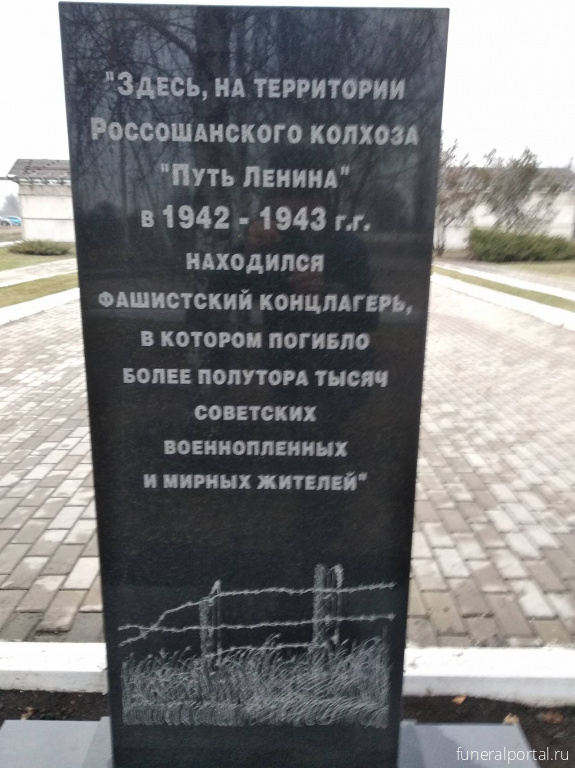 "Здесь, на территории
Россошанского колхоза
"Путь Ленина"
в 1942 - 1943 г.г.
находился
фашистский концлагерь,
в котором погибло
более полутора тысяч
советских
военнопленных
и мирных жителей"
funeralportal.ru